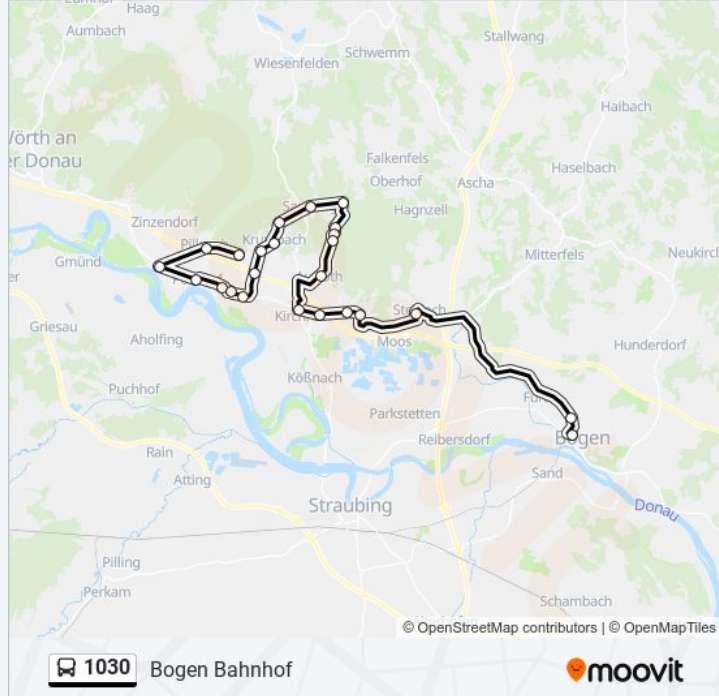 Haag
Aumbach
Stallwang
Schwemm
Wiesenfelden
Haibach
Wörth an
er Donau
Falkenfels
Oberhof
Haselbach
Ascha
Hagnzell
Zinzendorf
Mitterfels
Neukirch
Gmünd
Griesau
Aholfing
Moos
Hunderdorf
Kößnach
Puchhof
Parkstetten
Reibersdorf
Bogen
Rain
Atting
Sand
Straubing
Donau
Pilling
Perkam
Schambach
© OpenStreetMap contributors | © OpenMapTiles
1030 Bogen Bahnhof
moovit